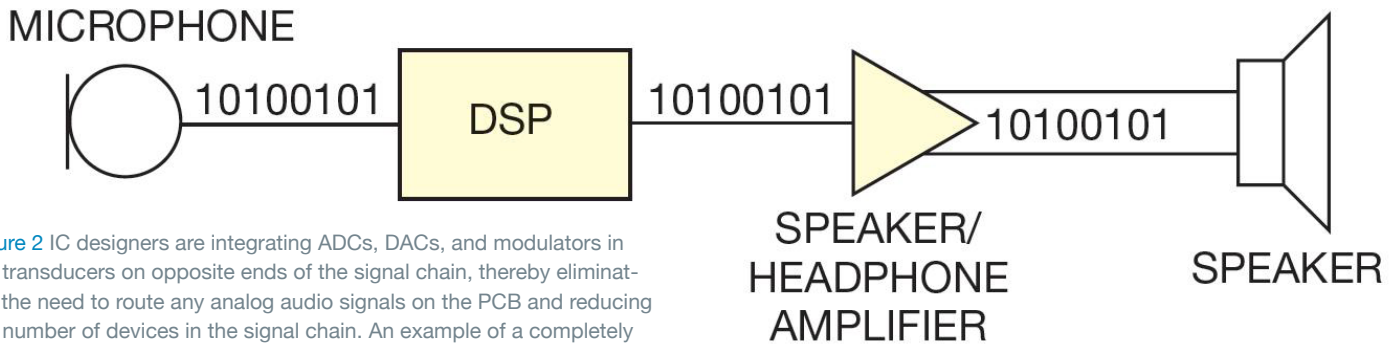 MICROPHONE
10100101
DSP
10100101
10100101
SPEAKER/
HEADPHONE
AMPLIFIER
SPEAKER
2 IC designers are integrating ADCs, DACs, and modulators in
transducers on opposite ends of the signal chain, thereby eliminat-
the need to route any analog audio signals on the PCB and reducing
number of devices in the signal chain. An example of a completely